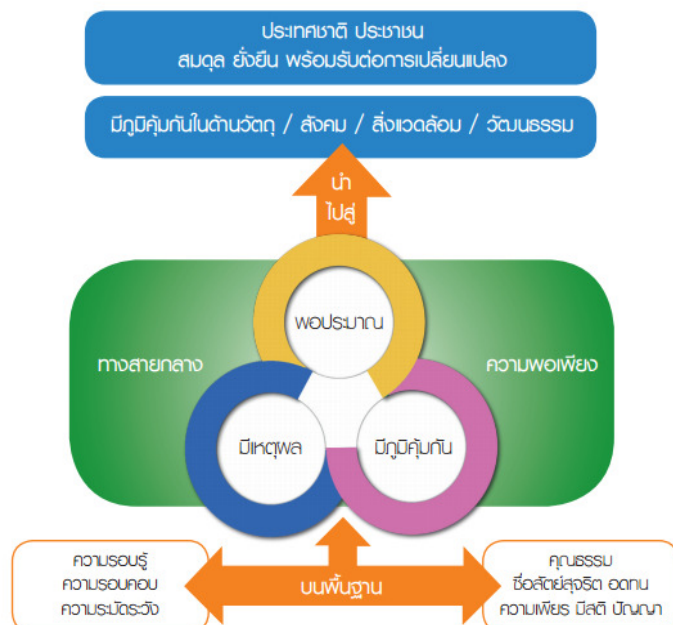 ประเทศชาติ ประชาชน
สมดุล ยั่งยืน พร้อมรับต่อการเปลี่ยนแปลง
มีภูมิคุ้มกันในด้านวัตถุ / สังคม / สิ่งแวดล้อม / วัฒนธรรม
นำ
ไปสู่
พอประมาณ
ทางสายกลาง
ความพอเพียง
มีเหตุผล
มีภูมิคุ้มกัน
ความรอบรู้
ความรอบคอบ
ความระมัดระวัง
บนพื้นฐาน
คุณธรรม
ซื่อสัตย์สุจริต อดทน
ความเพียร มีสติ ปัญญา